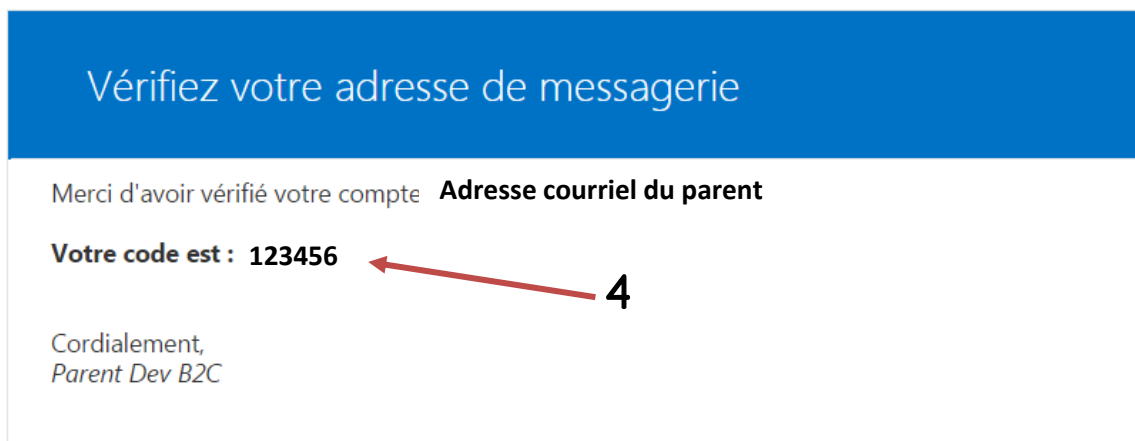 Vérifiez votre adresse de messagerie
Merci d'avoir vérifié votre compte Adresse courriel du parent
Votre code est : 123456
4
Cordialement,
Parent Dev B2C